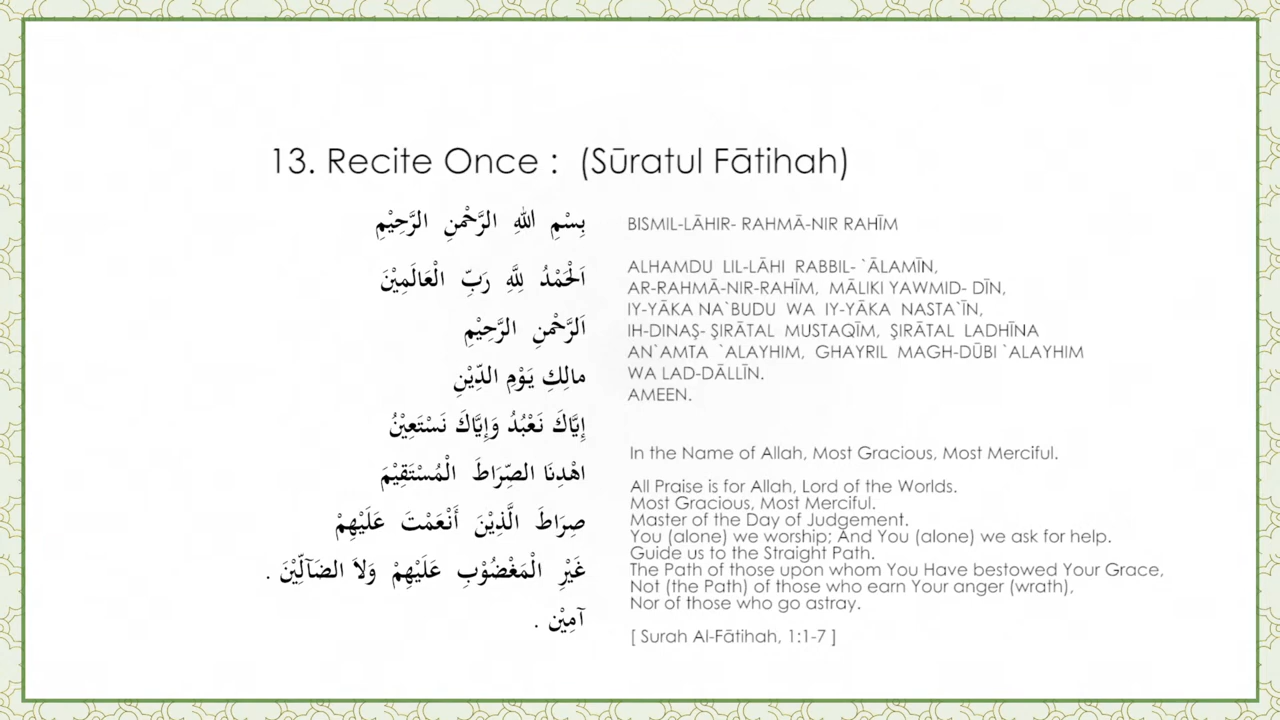 13. Recite Once :  (Sūratul Fātihah)
بِسْمِ اللهِ الرَّحْمٰنِ الرَّحِيْمِ
اَلْحَمْدُ لِلَّهِ رَبِّ الْعَالَمِيْنَ
اَلرَّحْمٰنِ الرَّحِيْمِ
مالِكِ يَوْمِ الدِّيْنِ
إِيَّاكَ نَعْبُدُ وَإِيَّاكَ نَسْتَعِيْنُ
اهْدِنَا الصِّرَاطَ الْمُسْتَقِيْمَ
صِرَاطَ الَّذِيْنَ أَنْعَمْتَ عَلَيْهِمْ
غَيْرِ الْمَغْضُوْبِ عَلَيْهِمْ وَلاَ الضَآلِّيْنَ .
آمِيْن .
BISMIL-LĀHIR- RAHMĀ-NIR RAHĪM
ALHAMDU LIL-LĀHI RABBIL- `ĀLAMĪN,
AR-RAHMĀ-NIR-RAHĪM, MĀLIKI YAWMID- DĪN,
IY-YĀKA NA`BUDU WA IY-YĀKA NASTA`ĪN,
IH-DINAȘ- ȘIRĀTAL MUSTAQĪM, ȘIRĀTAL LADHĪNA
AN`AMTA `ALAYHIM, GHAYRIL MAGH-DŪBI `ALAYHIM
WA LAD-DĀLLĪN.
AMEEN.
In the Name of Allah, Most Gracious, Most Merciful.
All Praise is for Allah, Lord of the Worlds.
Most Gracious, Most Merciful.
Master of the Day of Judgement.
You (alone) we worship; And You (alone) we ask for help.
Guide us to the Straight Path.
The Path of those upon whom You Have bestowed Your Grace,
Not (the Path) of those who earn Your anger (wrath),
Nor of those who go astray.
[ Surah Al-Fātihah, 1:1-7 ]